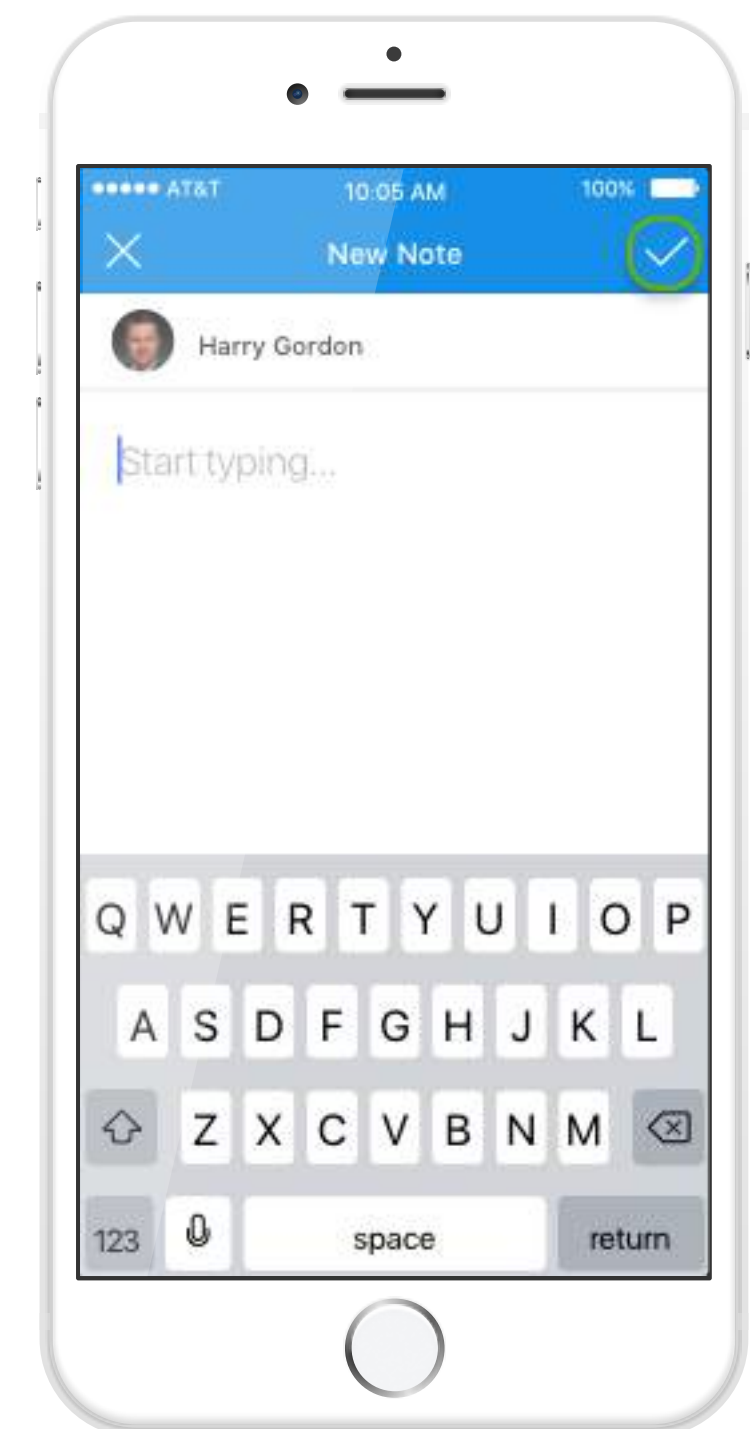 AT&T 10:05 AM 100%
New Note
Harry Gordon
Start typing...
Q W E R T Y U I O P
A S D F G H J K L
Z X C V B N M
123 space return